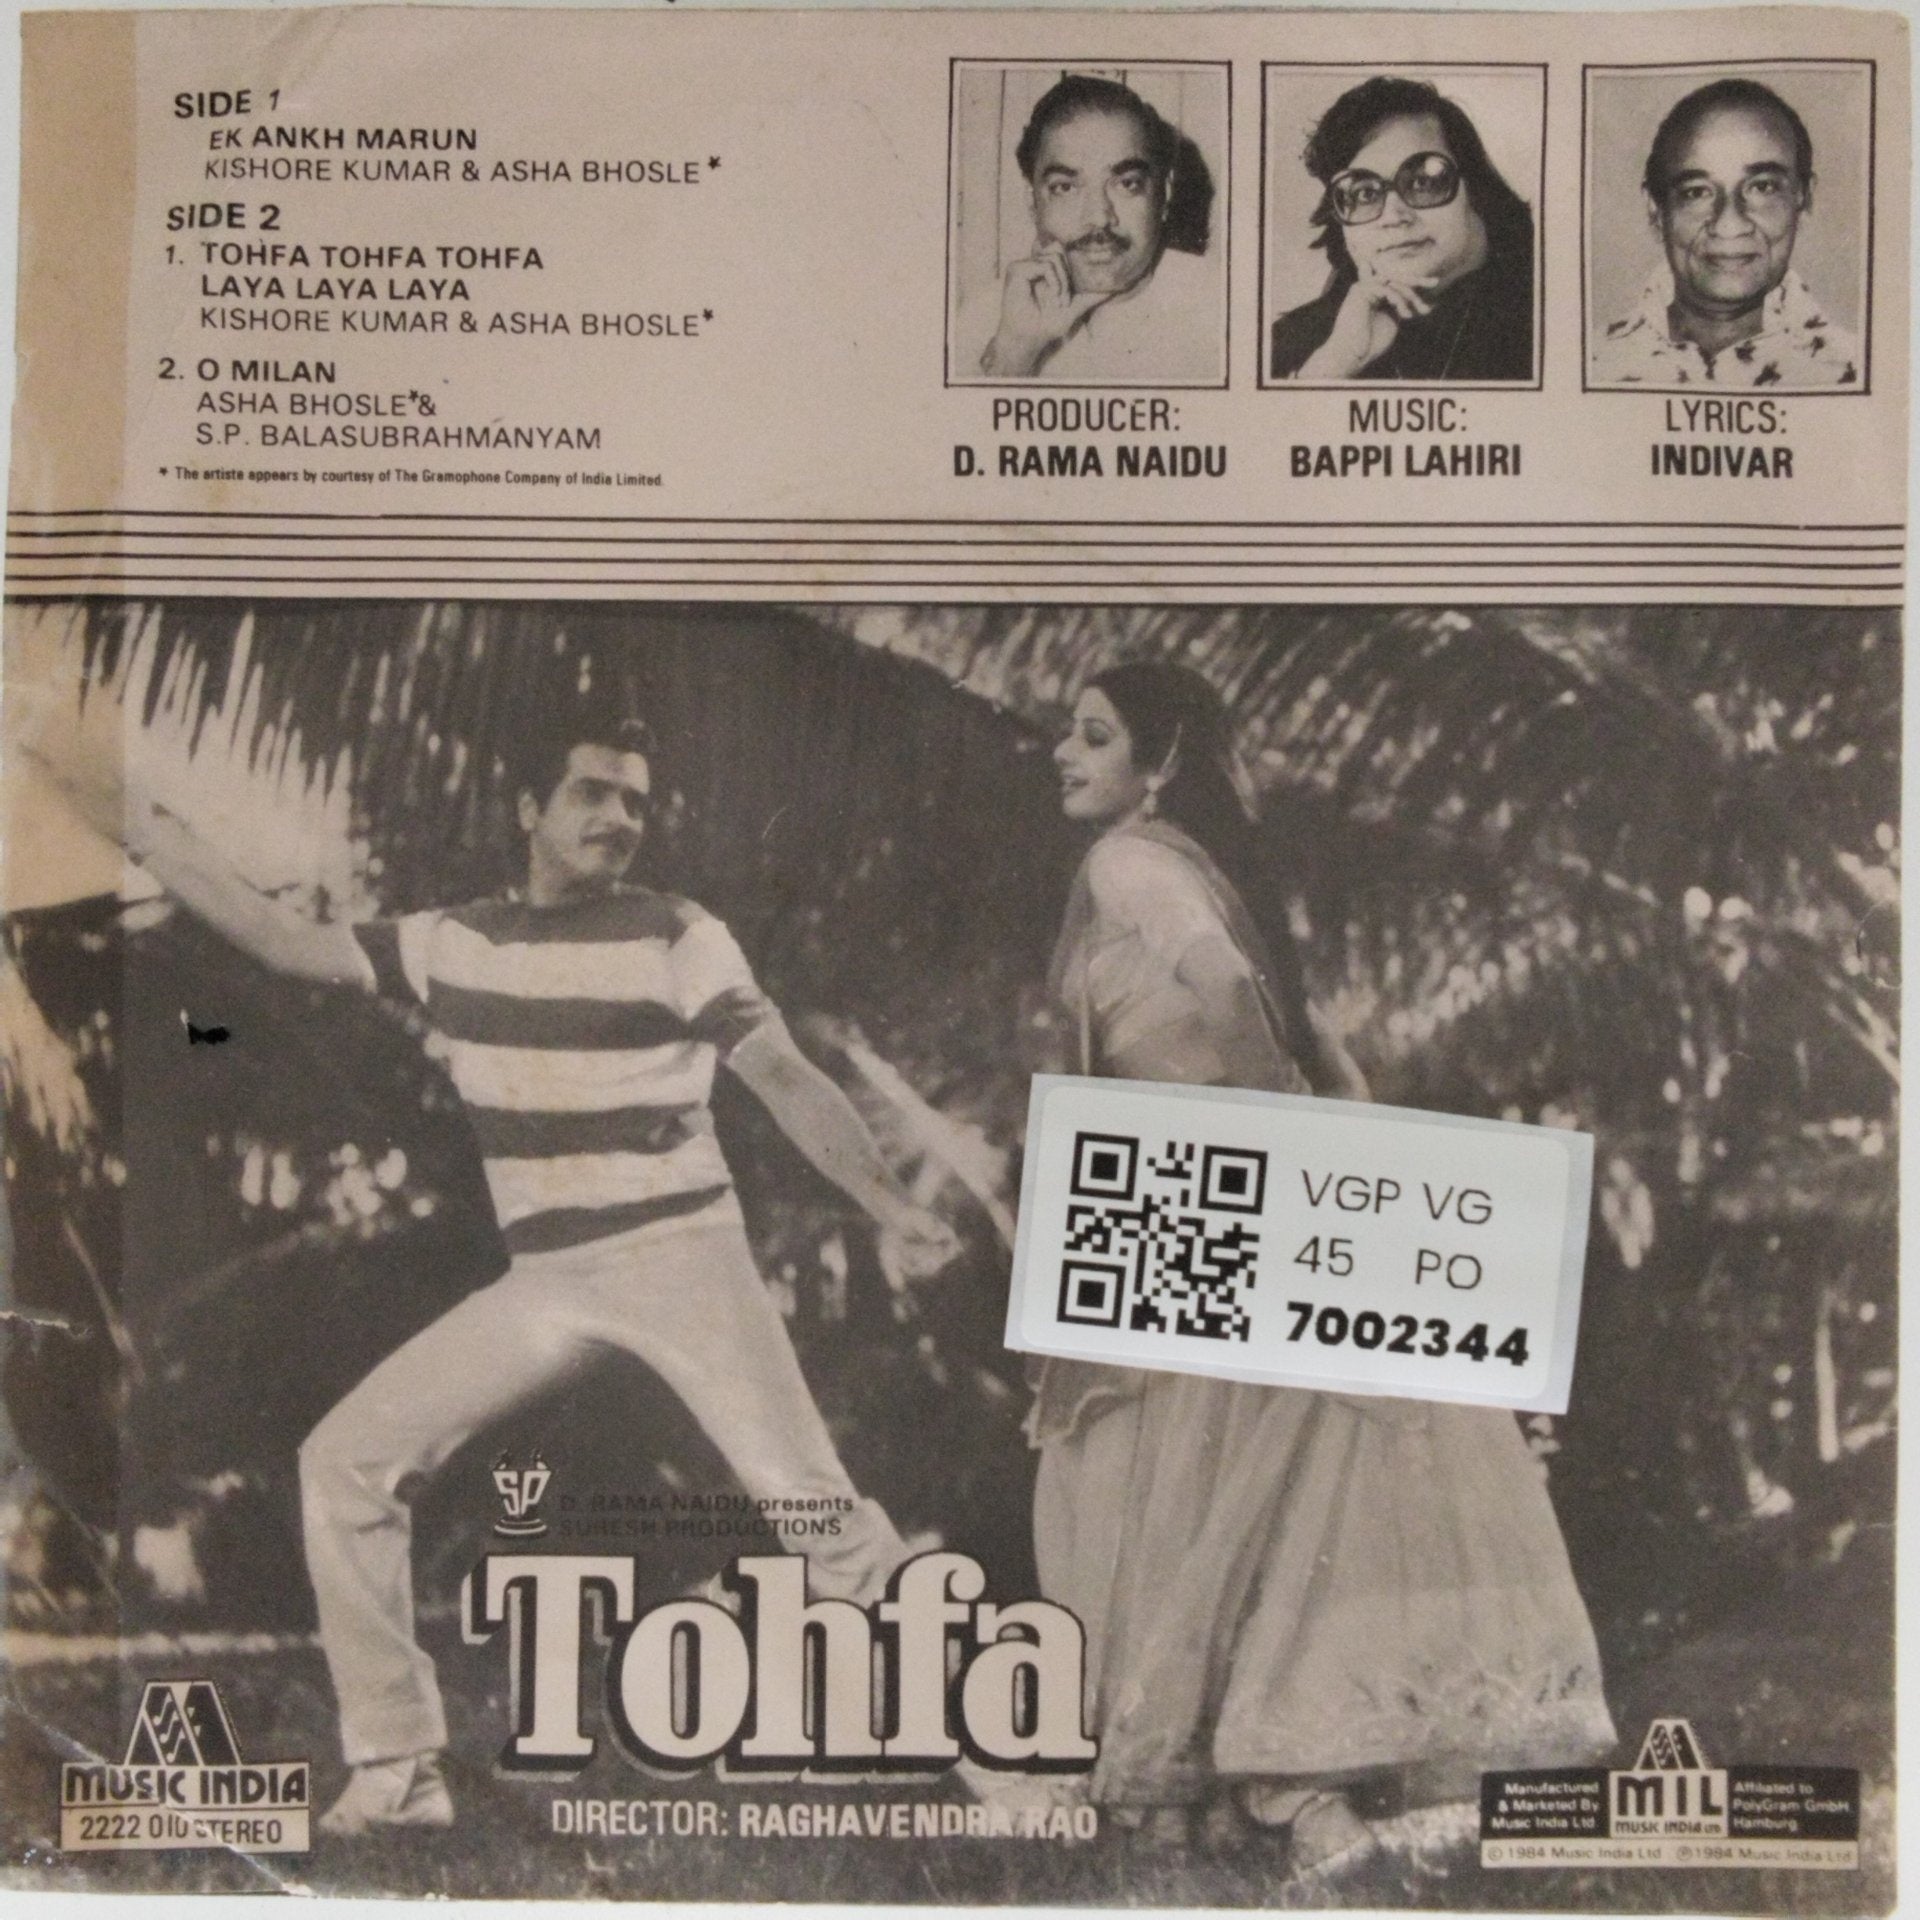 SIDE 1
EK ANKH MARUN
KISHORE KUMAR & ASHA BHOSLE*
SIDE 2
1. TOHFA TOHFA TOHFA
LAYA LAYA LAYA
KISHORE KUMAR & ASHA BHOSLE*
2. O MILAN
ASHA BHOSLE*&
S.P. BALASUBRAHMANYAM
* The artiste appears by courtesy of The Gramophone Company of India Limited.
PRODUCER:
D. RAMA NAIDU
MUSIC:
BAPPI LAHIRI
LYRICS:
INDIVAR
VGP VG
45 PO
7002344
SP
D. RAMA NAIDU presents
SURESH PRODUCTIONS
Tohfa
DIRECTOR: RAGHAVENDRA RAO
MUSIC INDIA
2222 010 STEREO
Manufactured
& Marketed By
Music India Ltd
MIL
MUSIC INDIA LTD.
Affiliated to
PolyGram GmbH,
Hamburg
© 1984 Music India Ltd ℗ 1984 Music India Ltd